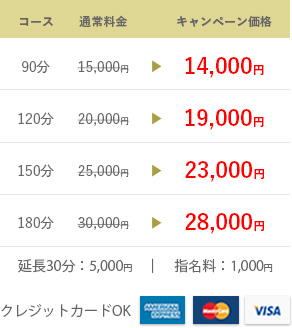 コース 通常料金 キャンペーン価格
90分 15,000円 ▶ 14,000円
120分 20,000円 ▶ 19,000円
150分 25,000円 ▶ 23,000円
180分 30,000円 ▶ 28,000円
延長30分：5,000円 | 指名料：1,000円
クレジットカードOK AMERICAN EXPRESS MasterCard VISA